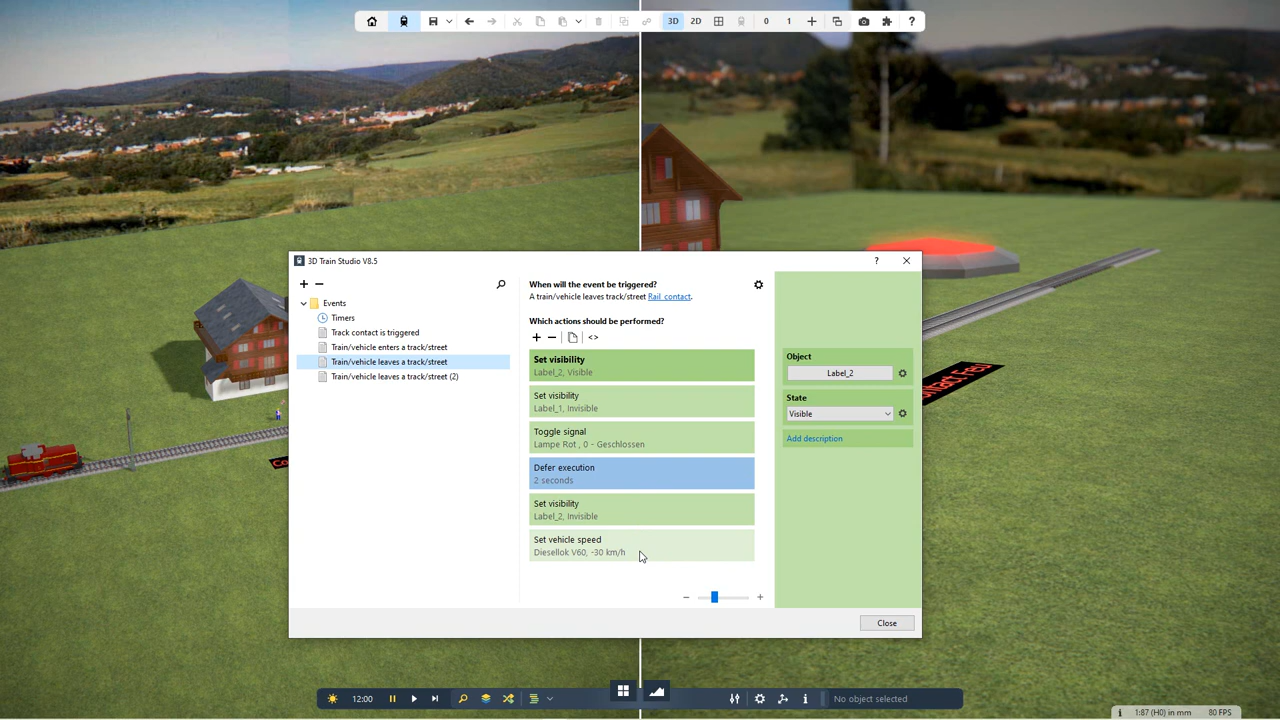 3D
2D
0
1
?
3D Train Studio V8.5
?
Events
Timers
Track contact is triggered
Train/vehicle enters a track/street
Train/vehicle leaves a track/street
Train/vehicle leaves a track/street (2)
When will the event be triggered?
A train/vehicle leaves track/street Rail_contact.
Which actions should be performed?
<>
Set visibility
Label_2, Visible
Set visibility
Label_1, Invisible
Toggle signal
Lampe Rot , 0 - Geschlossen
Defer execution
2 seconds
Set visibility
Label_2, Invisible
Set vehicle speed
Diesellok V60, -30 km/h
Object
Label_2
State
Visible
Add description
Close
12:00
No object selected
1:87 (H0) in mm
80 FPS